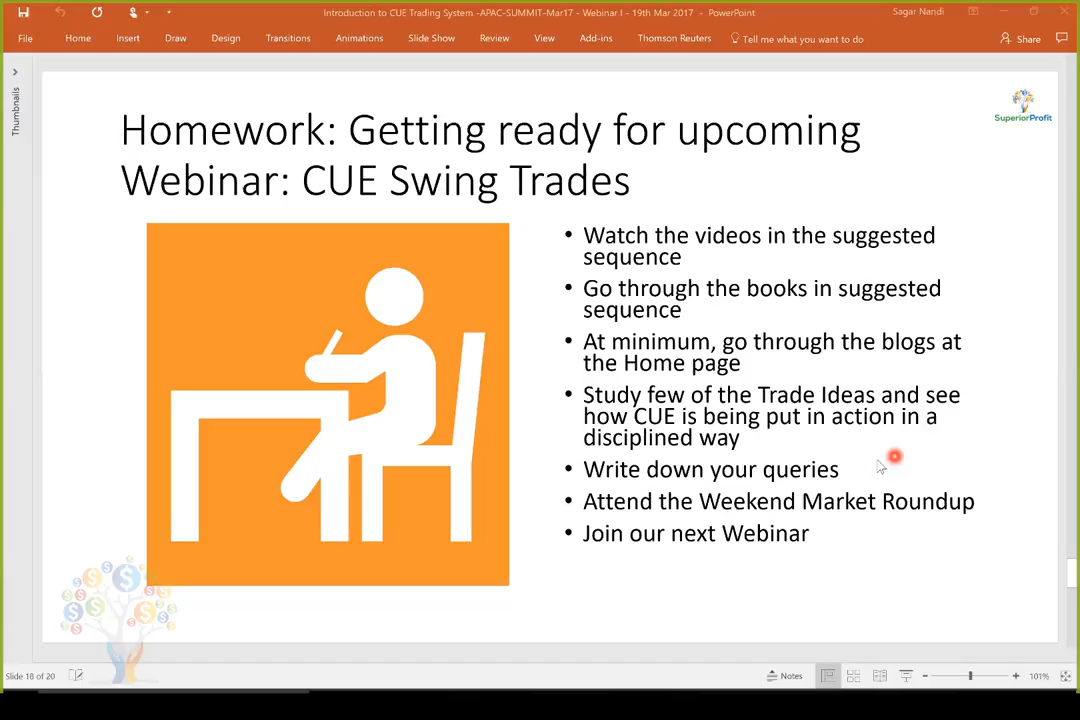 Introduction to CUE Trading System -APAC-SUMMIT-Mar17 - Webinar I - 19th Mar 2017 - PowerPoint
Sagar Nandi
File Home Insert Draw Design Transitions Animations Slide Show Review View Add-ins Thomson Reuters Tell me what you want to do Share
Thumbnails
SuperiorProfit
Homework: Getting ready for upcoming
Webinar: CUE Swing Trades
• Watch the videos in the suggested
sequence
• Go through the books in suggested
sequence
• At minimum, go through the blogs at
the Home page
• Study few of the Trade Ideas and see
how CUE is being put in action in a
disciplined way
• Write down your queries
• Attend the Weekend Market Roundup
• Join our next Webinar
Slide 18 of 20
Notes
101%